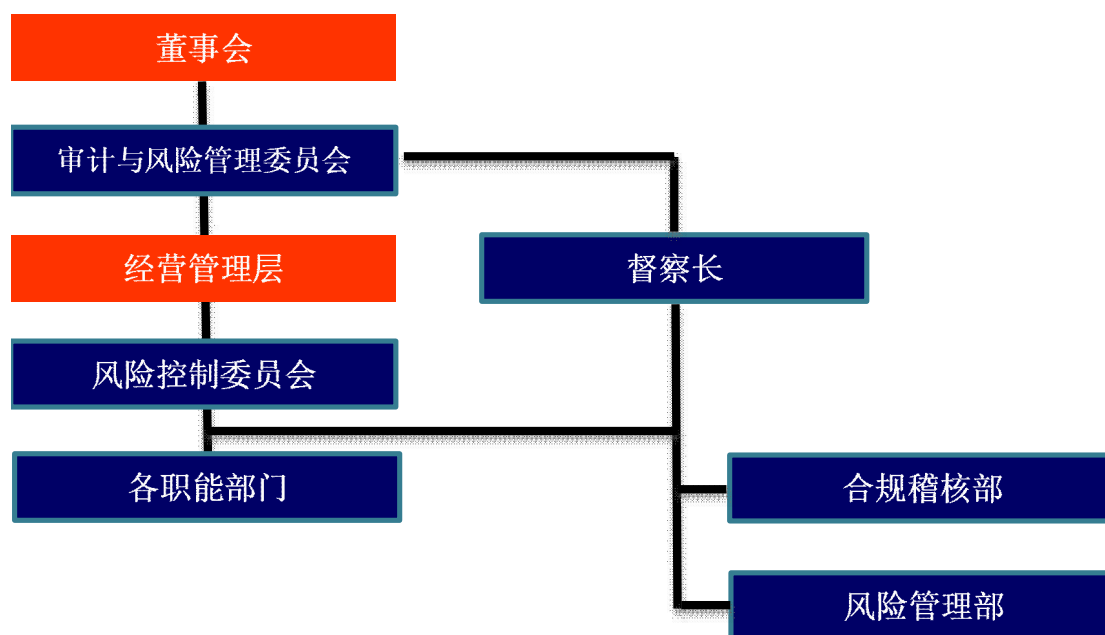 董事会
审计与风险管理委员会
经营管理层
督察长
风险控制委员会
各职能部门
合规稽核部
风险管理部